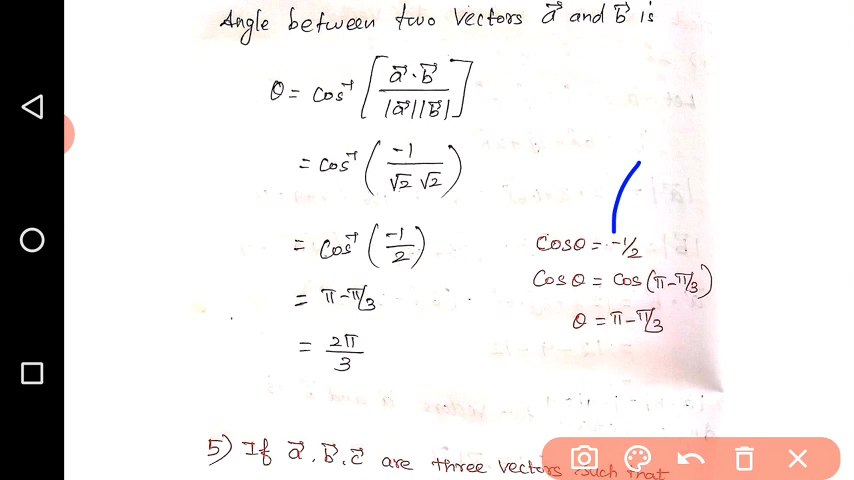 Angle between two vectors a⃗ and b⃗ is
θ = cos⁻¹ [ a⃗·b⃗ / |a⃗||b⃗| ]
= cos⁻¹ ( -1 / √2 √2 )
= cos⁻¹ ( -1 / 2 )
= π-π/3
= 2π / 3
cosθ = -1/2
cosθ = cos(π-π/3)
θ = π-π/3
5) If a⃗, b⃗, c⃗ are three vectors such that